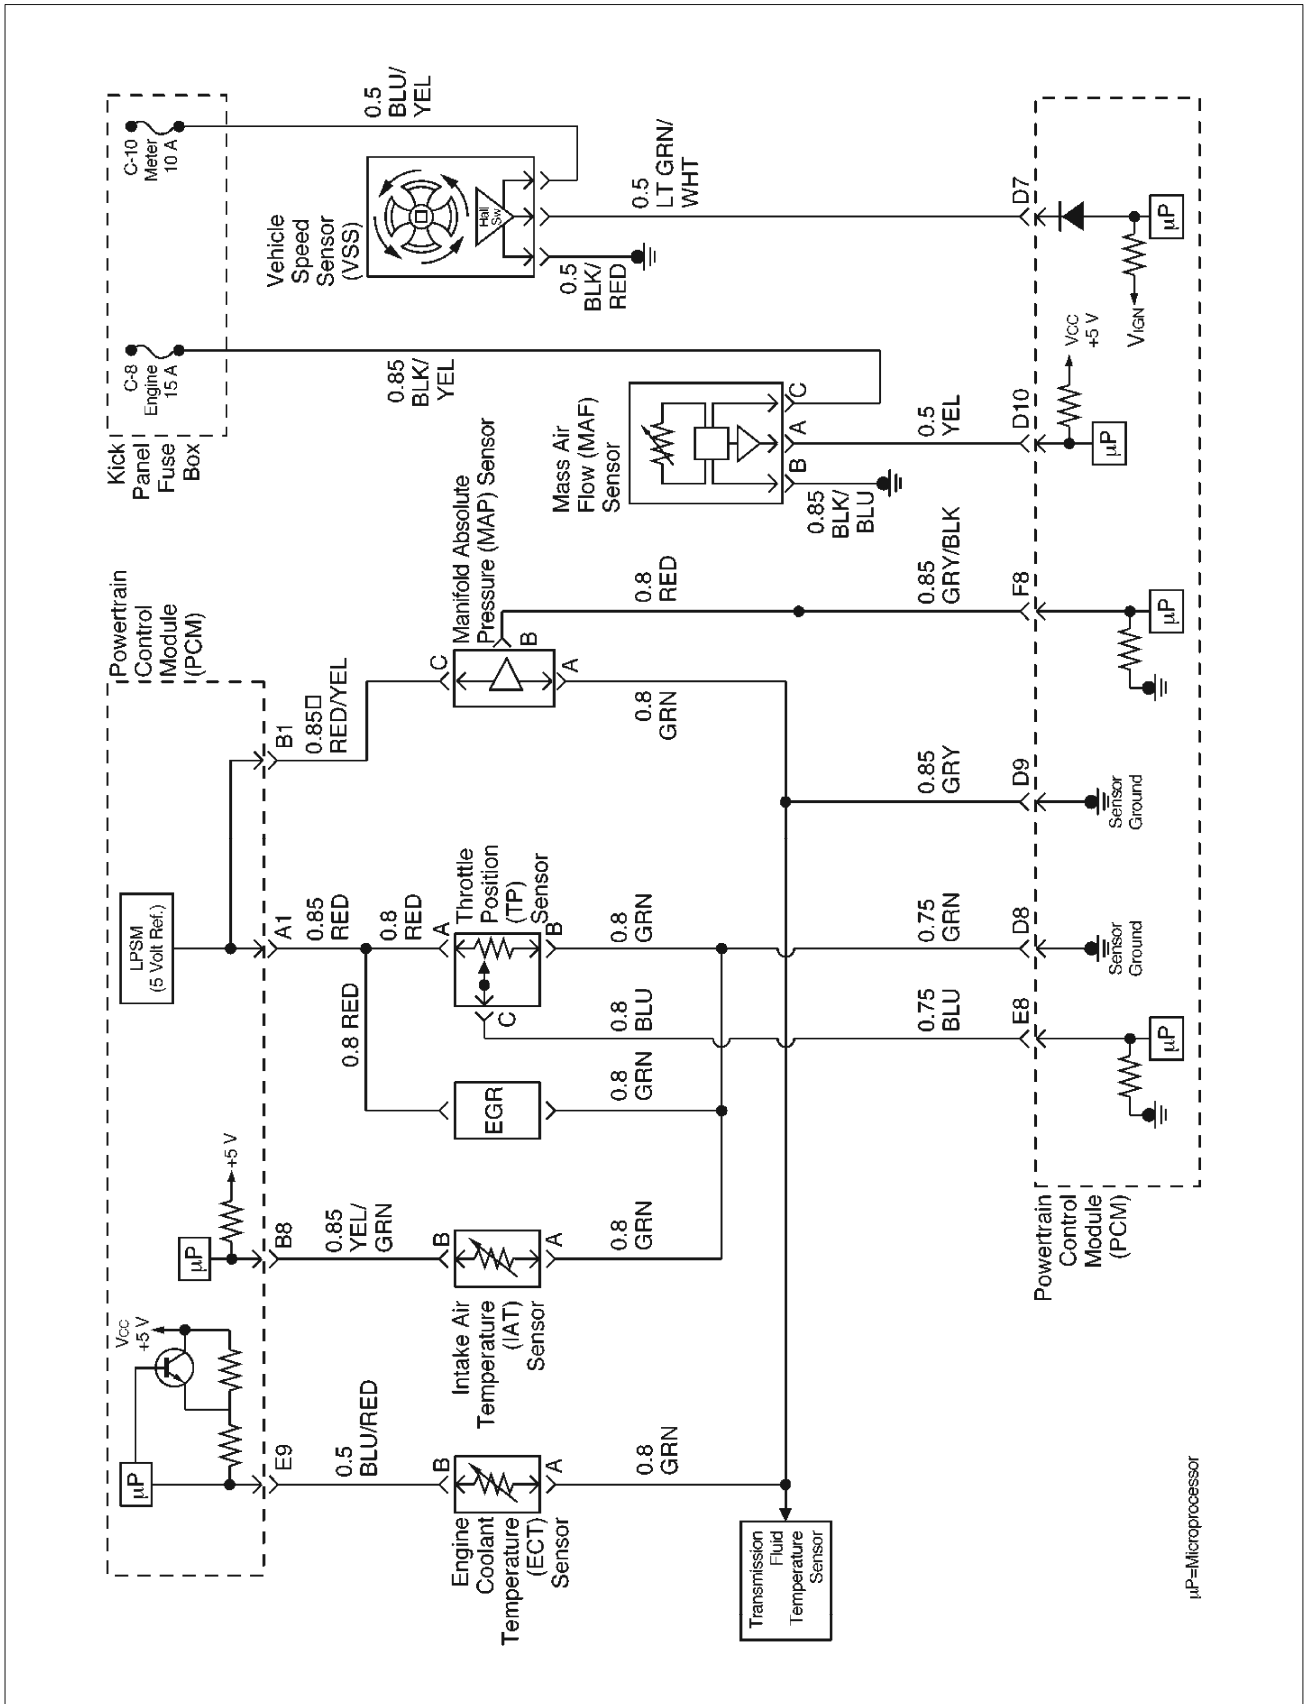 Kick
Panel
Fuse
Box
C-8
Engine
15 A
C-10
Meter
10 A
0.5
BLU/
YEL
Vehicle
Speed
Sensor
(VSS)
Hall
Sw
0.5
BLK/
RED
0.5
LT GRN/
WHT
D7
0.85
BLK/
YEL
Mass Air
Flow (MAF)
Sensor
B
A
C
0.85
BLK/
BLU
0.5
YEL
D10
Vcc
+5 V
VIGN
µP
µP
Powertrain
Control
Module
(PCM)
LPSM
(5 Volt Ref.)
A1
B1
0.85
RED/YEL
C
Manifold Absolute
Pressure (MAP) Sensor
B
A
0.8
RED
0.8
GRN
0.85
GRY/BLK
F8
µP
0.85
GRY
D9
Sensor
Ground
0.85
RED
0.8
RED
A
Throttle
Position
(TP)
Sensor
B
C
0.8
GRN
0.75
GRN
D8
Sensor
Ground
0.8
BLU
0.75
BLU
E8
µP
0.8 RED
EGR
0.8
GRN
µP
+5 V
B8
0.85
YEL/
GRN
B
A
Intake Air
Temperature
(IAT)
Sensor
0.8
GRN
µP
Vcc
+5 V
E9
0.5
BLU/RED
B
A
Engine
Coolant
Temperature
(ECT)
Sensor
0.8
GRN
Transmission
Fluid
Temperature
Sensor
Powertrain
Control
Module
(PCM)
µP=Microprocessor